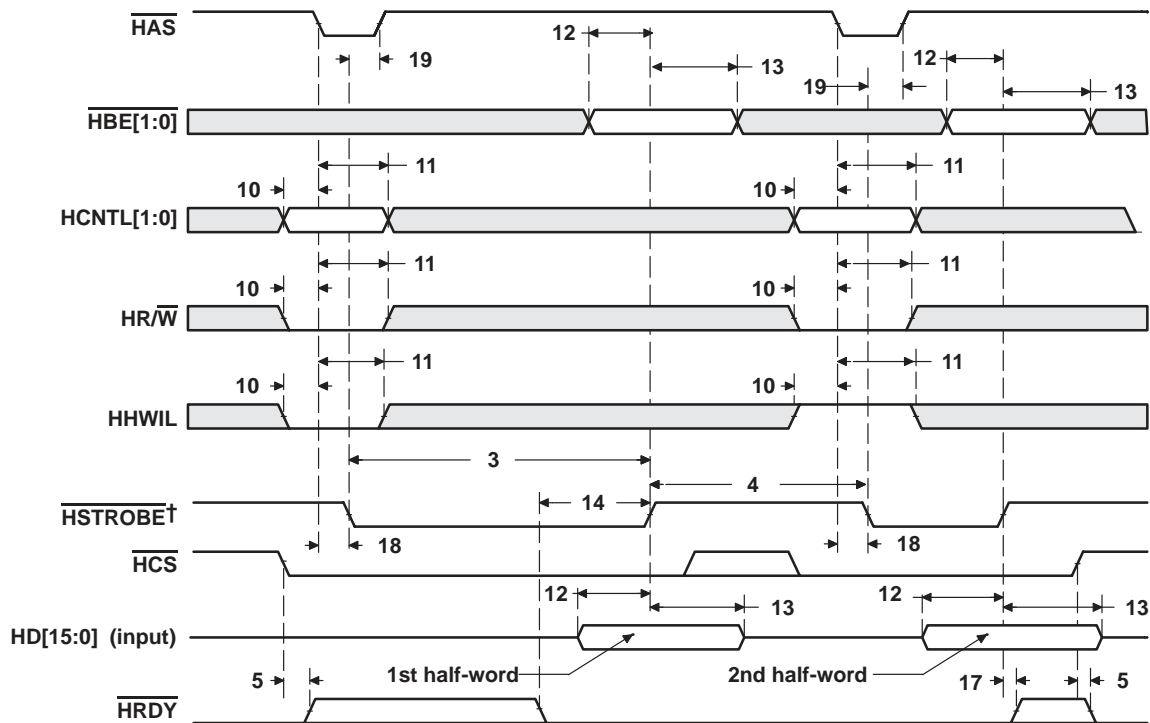 HAS
12
12
19
13
19
13
HBE[1:0]
11
11
10
10
HCNTL[1:0]
11
11
10
10
HR/W
11
11
10
10
HHWIL
3
4
14
HSTROBE†
18
18
HCS
12
12
13
13
HD[15:0] (input)
1st half-word
2nd half-word
5
17
5
HRDY